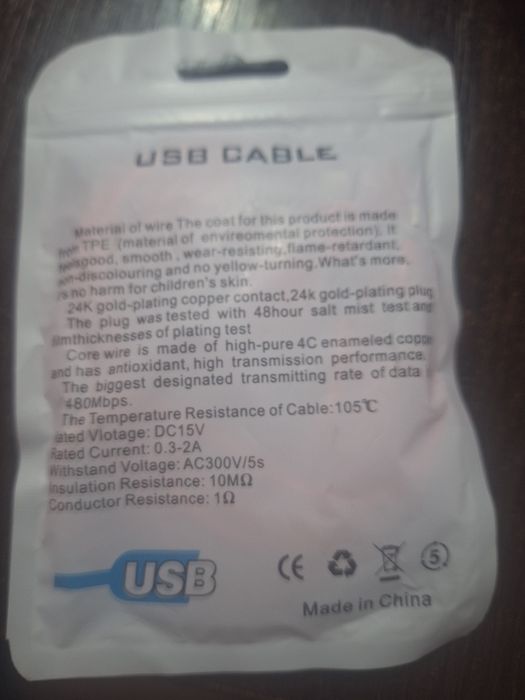 USB CABLE
Material of wire The coat for this product is made
from TPE (material of envireomental protection). It
feelsgood, smooth , wear-resisting,flame-retardant,
non-discolouring and no yellow-turning.What's more,
is no harm for children's skin.
24K gold-plating copper contact,24k gold-plating plug
The plug was tested with 48hour salt mist test and
thicknesses of plating test
Core wire is made of high-pure 4C enameled
and has antioxidant, high transmission performance.
The biggest designated transmitting rate of data
480Mbps.
The Temperature Resistance of Cable:105℃
Rated Vlotage: DC15V
Rated Current: 0.3-2A
Withstand Voltage: AC300V/5s
Insulation Resistance: 10MΩ
Conductor Resistance: 1Ω
USB
CE
5
Made in China